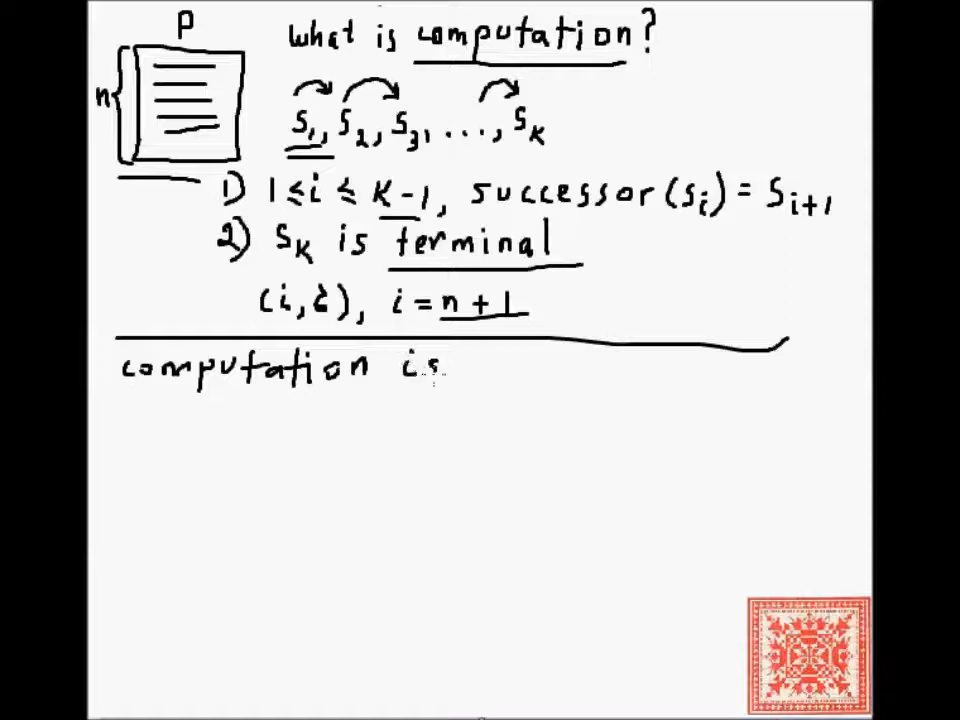 P
What is computation?
n
S1, S2, S3, ..., SK
1) 1 ≤ i ≤ K-1, successor(Si) = Si+1
2) SK is terminal
(i, 2), i = n + 1
computation is